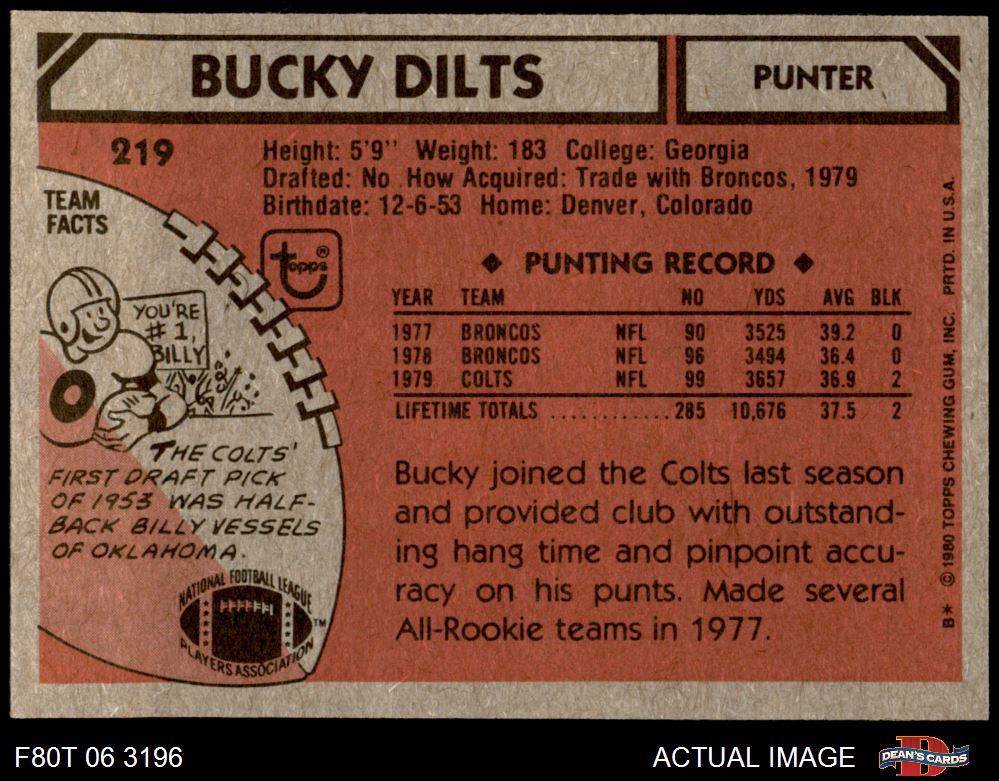 BUCKY DILTS
PUNTER
219
Height: 5'9" Weight: 183 College: Georgia
Drafted: No How Acquired: Trade with Broncos, 1979
Birthdate: 12-6-53 Home: Denver, Colorado
TEAM
FACTS
topps®
YOU'RE
# 1,
BILLY
THE COLTS'
FIRST DRAFT PICK
OF 1953 WAS HALF-
BACK BILLY VESSELS
OF OKLAHOMA.
NATIONAL FOOTBALL LEAGUE
PLAYERS ASSOCIATION
TM
◆ PUNTING RECORD ◆
YEAR TEAM NO YDS AVG BLK
1977 BRONCOS NFL 90 3525 39.2 0
1978 BRONCOS NFL 96 3494 36.4 0
1979 COLTS NFL 99 3657 36.9 2
LIFETIME TOTALS ............ 285 10,676 37.5 2
Bucky joined the Colts last season
and provided club with outstand-
ing hang time and pinpoint accu-
racy on his punts. Made several
All-Rookie teams in 1977.
B* © 1980 TOPPS CHEWING GUM, INC. PRTD. IN U.S.A.
F80T 06 3196
ACTUAL IMAGE
DEAN'S CARDS